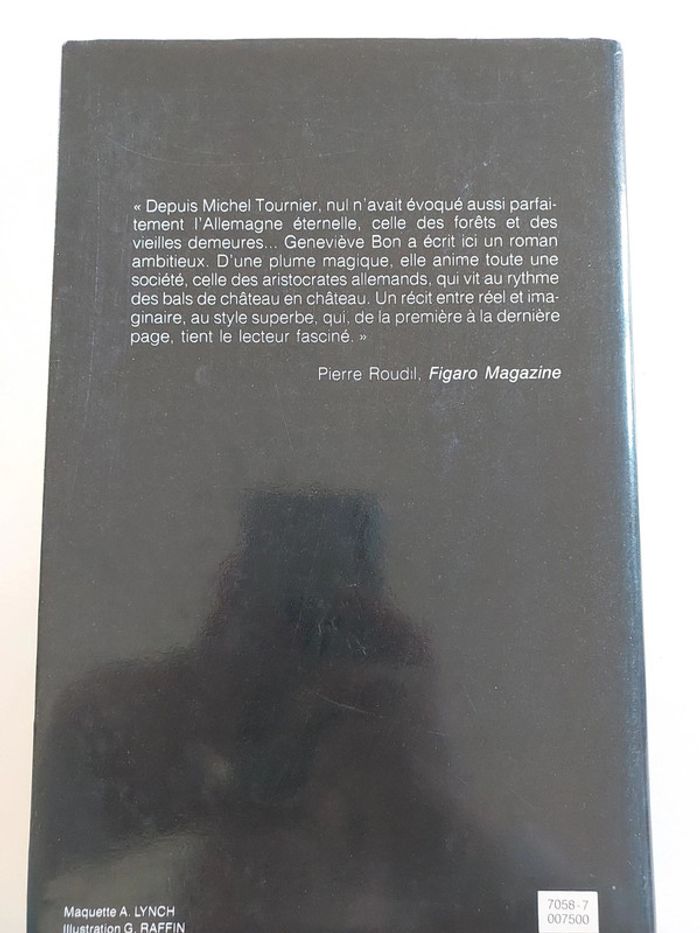 « Depuis Michel Tournier, nul n'avait évoqué aussi parfai-
tement l'Allemagne éternelle, celle des forêts et des
vieilles demeures... Geneviève Bon a écrit ici un roman
ambitieux. D'une plume magique, elle anime toute une
société, celle des aristocrates allemands, qui vit au rythme
des bals de château en château. Un récit entre réel et ima-
ginaire, au style superbe, qui, de la première à la dernière
page, tient le lecteur fasciné. »
Pierre Roudil, Figaro Magazine
Maquette A. LYNCH
Illustration G. RAFFIN
7058-7
007500